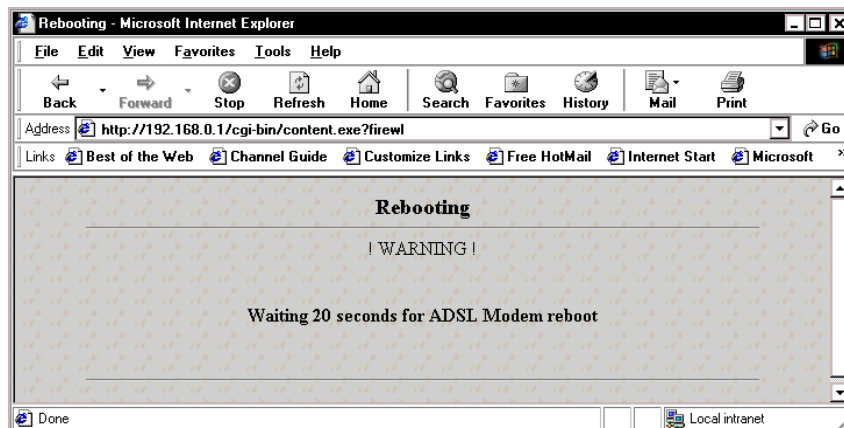 Rebooting - Microsoft Internet Explorer
File Edit View Favorites Tools Help
Back Forward Stop Refresh Home Search Favorites History Mail Print
Address http://192.168.0.1/cgi-bin/content.exe?firewl Go
Links Best of the Web Channel Guide Customize Links Free HotMail Internet Start Microsoft »
Rebooting
! WARNING !
Waiting 20 seconds for ADSL Modem reboot
Done Local intranet